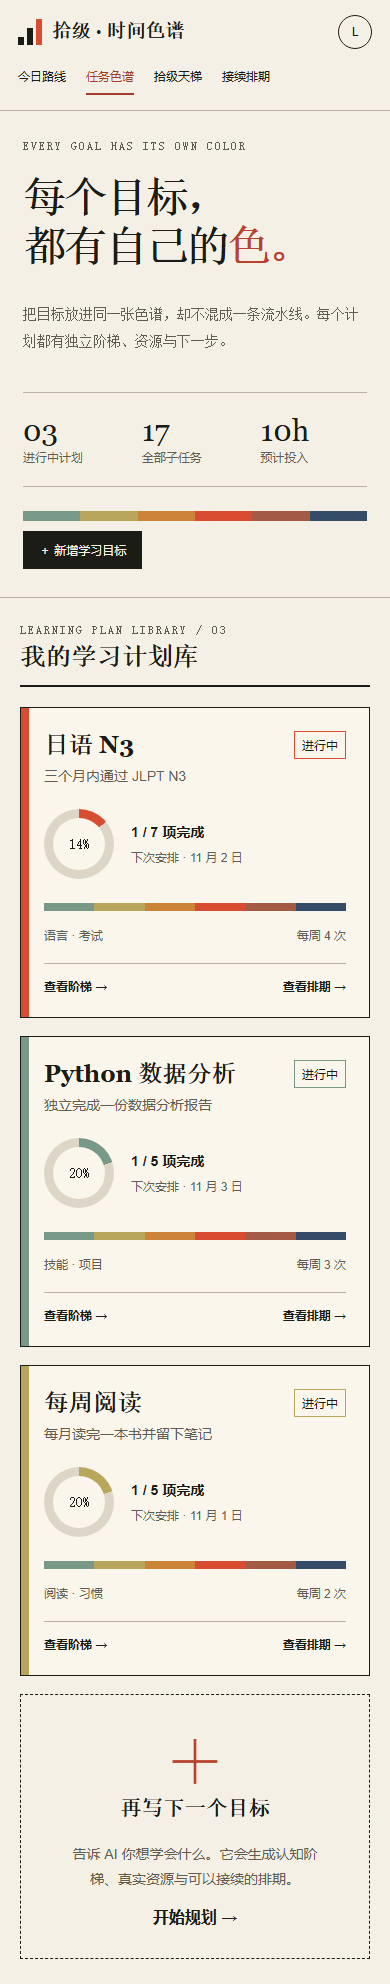 拾级·时间色谱
L
今日路线 任务色谱 拾级天梯 接续排期
EVERY GOAL HAS ITS OWN COLOR
每个目标，
都有自己的色。
把目标放进同一张色谱，却不混成一条流水线。每个计
划都有独立阶梯、资源与下一步。
03 17 10h
进行中计划 全部子任务 预计投入
+ 新增学习目标
LEARNING PLAN LIBRARY / 03
我的学习计划库
日语 N3 进行中
三个月内通过 JLPT N3
14%
1 / 7 项完成
下次安排 · 11 月 2 日
语言 · 考试 每周 4 次
查看阶梯 → 查看排期 →
Python 数据分析 进行中
独立完成一份数据分析报告
20%
1 / 5 项完成
下次安排 · 11 月 3 日
技能 · 项目 每周 3 次
查看阶梯 → 查看排期 →
每周阅读 进行中
每月读完一本书并留下笔记
20%
1 / 5 项完成
下次安排 · 11 月 1 日
阅读 · 习惯 每周 2 次
查看阶梯 → 查看排期 →
再写下一个目标
告诉 AI 你想学会什么。它会生成认知阶
梯、真实资源与可以接续的排期。
开始规划 →